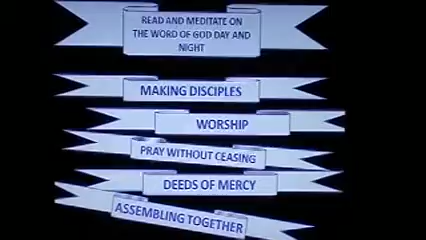 READ AND MEDITATE ON
THE WORD OF GOD DAY AND
NIGHT
MAKING DISCIPLES
WORSHIP
PRAY WITHOUT CEASING
DEEDS OF MERCY
ASSEMBLING TOGETHER